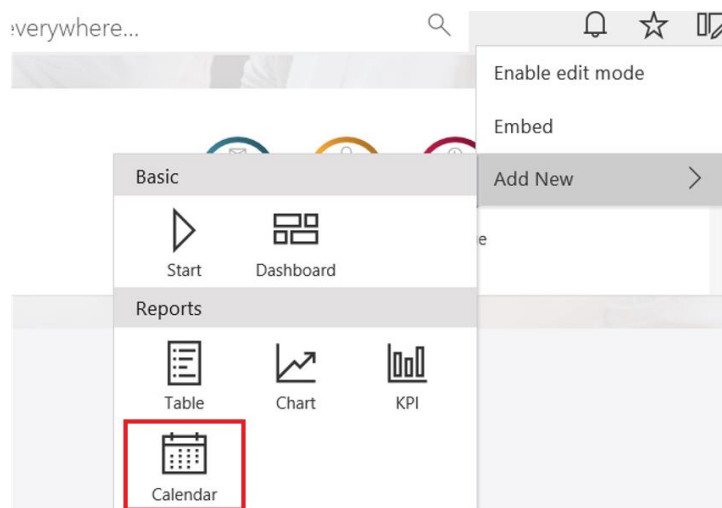 everywhere...
Enable edit mode
Embed
Add New
Basic
Start
Dashboard
Reports
Table
Chart
KPI
Calendar